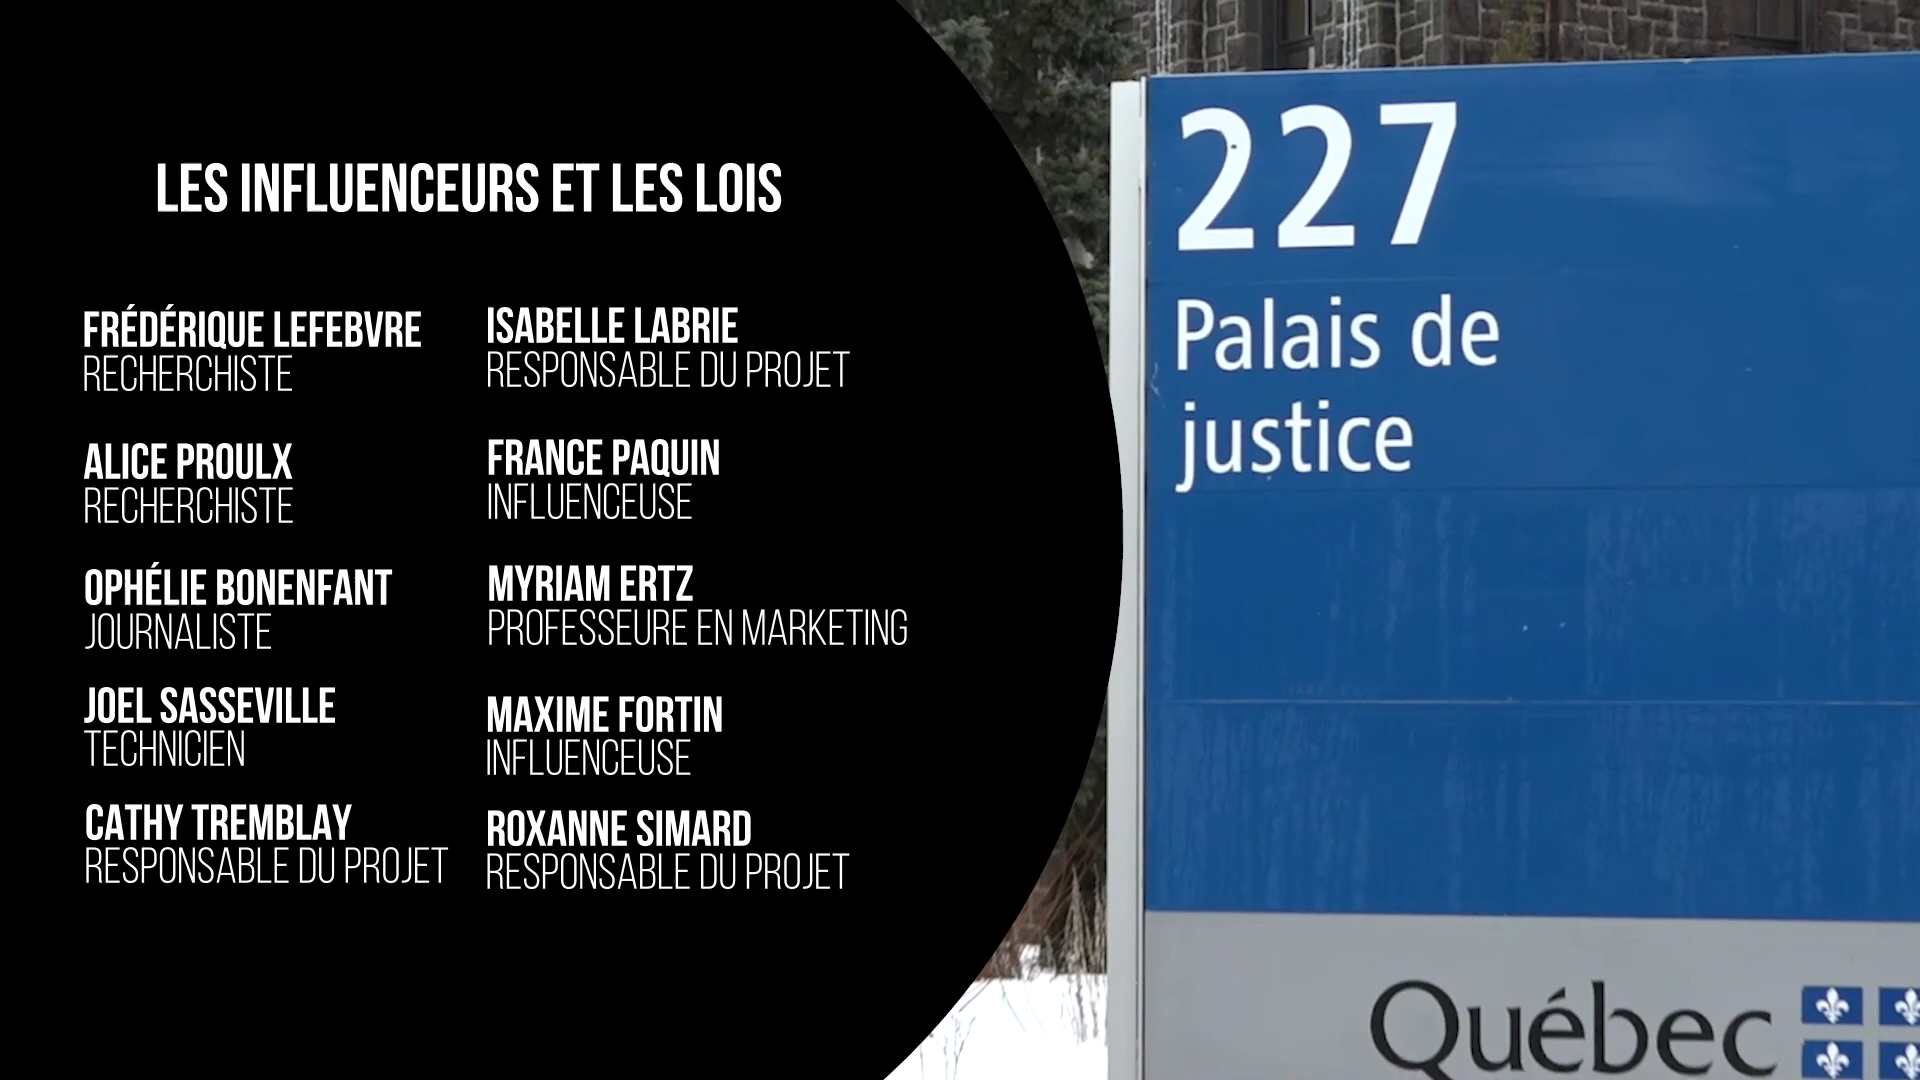 LES INFLUENCEURS ET LES LOIS
FRÉDÉRIQUE LEFEBVRE
RECHERCHISTE
ALICE PROULX
RECHERCHISTE
OPHÉLIE BONENFANT
JOURNALISTE
JOEL SASSEVILLE
TECHNICIEN
CATHY TREMBLAY
RESPONSABLE DU PROJET
ISABELLE LABRIE
RESPONSABLE DU PROJET
FRANCE PAQUIN
INFLUENCEUSE
MYRIAM ERTZ
PROFESSEURE EN MARKETING
MAXIME FORTIN
INFLUENCEUSE
ROXANNE SIMARD
RESPONSABLE DU PROJET
227
Palais de
justice
Québec